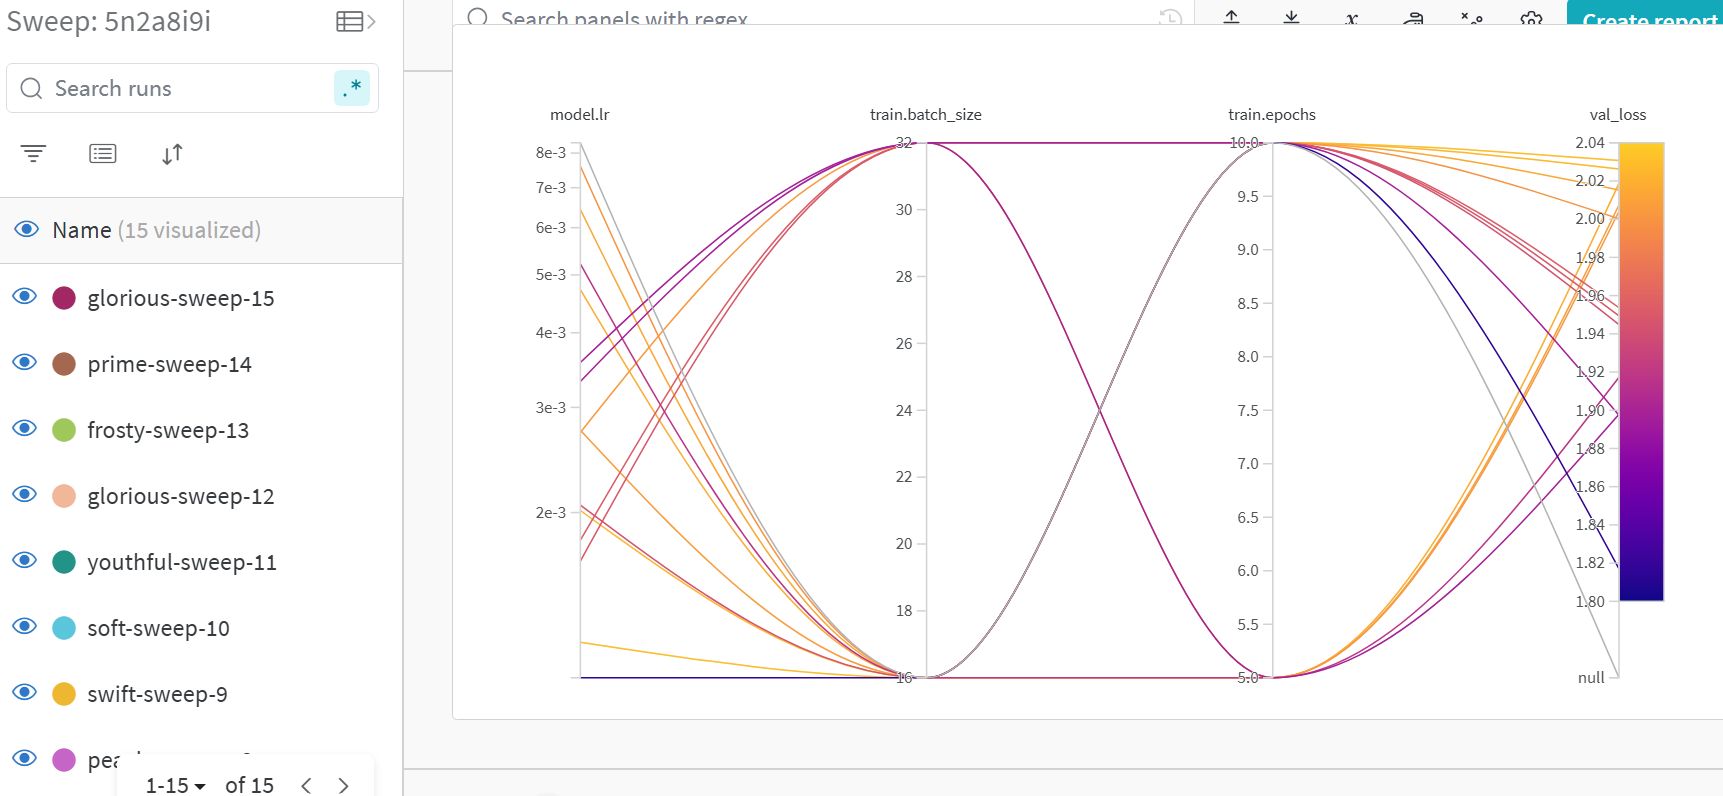 Sweep: 5n2a8i9i
Search runs
.*
Name (15 visualized)
glorious-sweep-15
prime-sweep-14
frosty-sweep-13
glorious-sweep-12
youthful-sweep-11
soft-sweep-10
swift-sweep-9
1-15 of 15
Search panels with regex
Create report
model.lr
train.batch_size
train.epochs
val_loss
8e-3
7e-3
6e-3
5e-3
4e-3
3e-3
2e-3
32
30
28
26
24
22
20
18
16
10.0
9.5
9.0
8.5
8.0
7.5
7.0
6.5
6.0
5.5
5.0
2.04
2.02
2.00
1.98
1.96
1.94
1.92
1.90
1.88
1.86
1.84
1.82
1.80
null